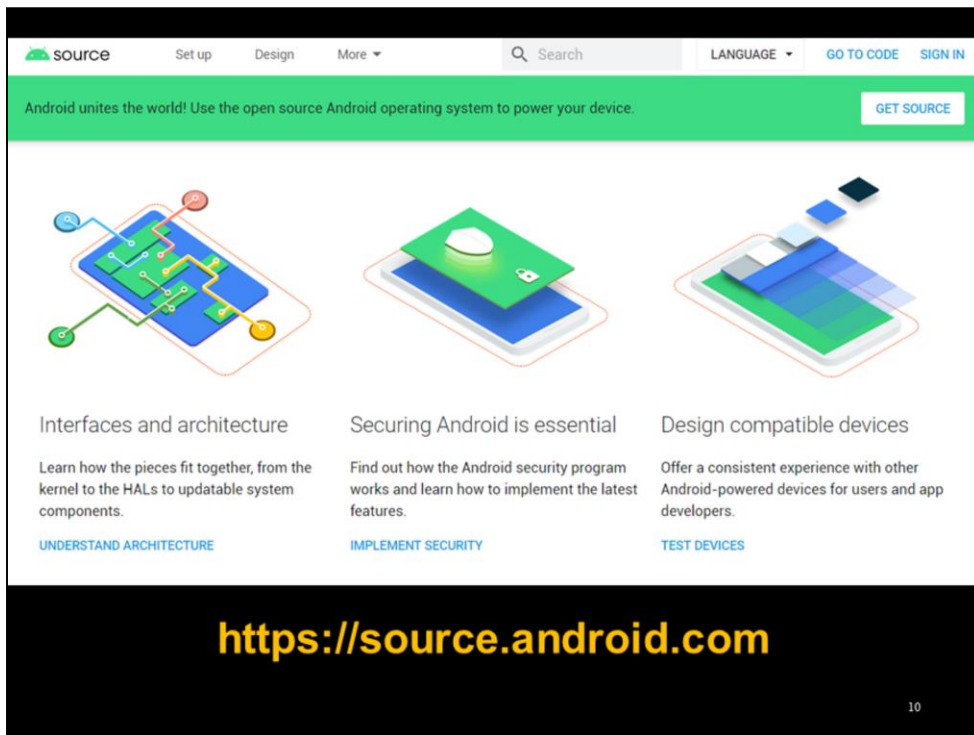 source Set up Design More Search LANGUAGE GO TO CODE SIGN IN
Android unites the world! Use the open source Android operating system to power your device. GET SOURCE
Interfaces and architecture
Learn how the pieces fit together, from the
kernel to the HALs to updatable system
components.
UNDERSTAND ARCHITECTURE
Securing Android is essential
Find out how the Android security program
works and learn how to implement the latest
features.
IMPLEMENT SECURITY
Design compatible devices
Offer a consistent experience with other
Android-powered devices for users and app
developers.
TEST DEVICES
https://source.android.com
10